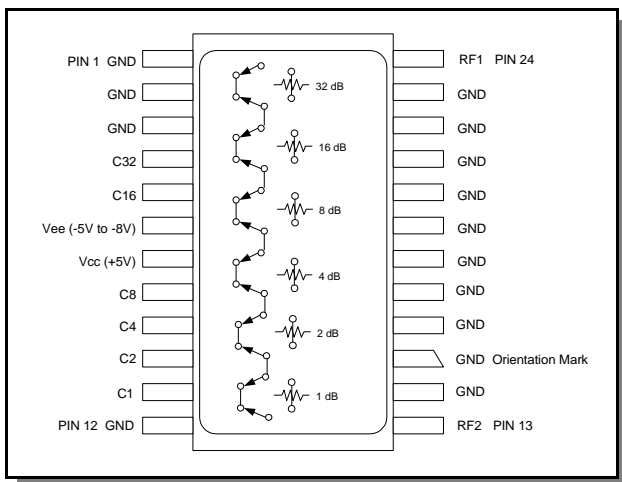 PIN 1 GND
GND
GND
C32
C16
Vee (-5V to -8V)
Vcc (+5V)
C8
C4
C2
C1
PIN 12 GND
32 dB
16 dB
8 dB
4 dB
2 dB
1 dB
RF1 PIN 24
GND
GND
GND
GND
GND
GND
GND
GND
GND Orientation Mark
GND
RF2 PIN 13